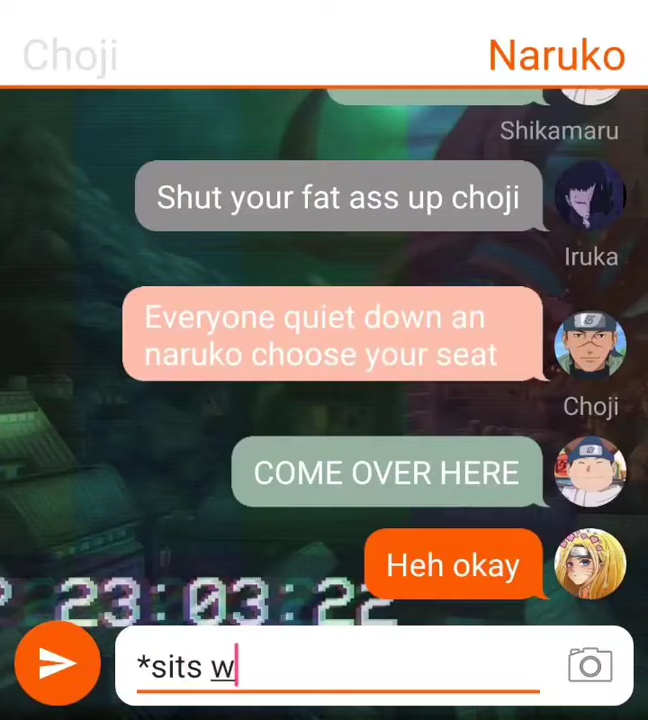 Choji
Naruko
Shikamaru
Shut your fat ass up choji
Iruka
Everyone quiet down an
naruko choose your seat
Choji
COME OVER HERE
Heh okay
23:03:22
*sits w